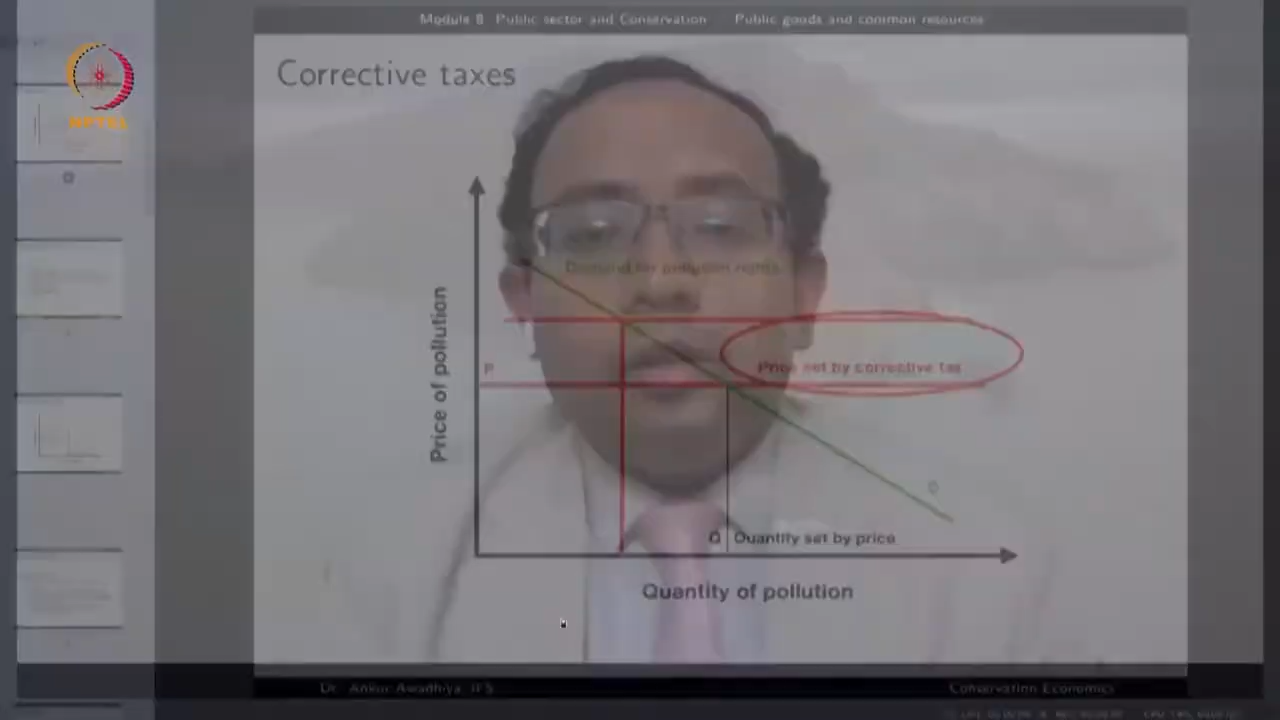 Module 8 Public sector and Conservation Public goods and common resources
Corrective taxes
NPTEL
Demand for pollution rights
Price of pollution
P
Price set by corrective tax
D
Q Quantity set by price
Quantity of pollution
Dr. Ankur Awadhiya, IFS
Conservation Economics